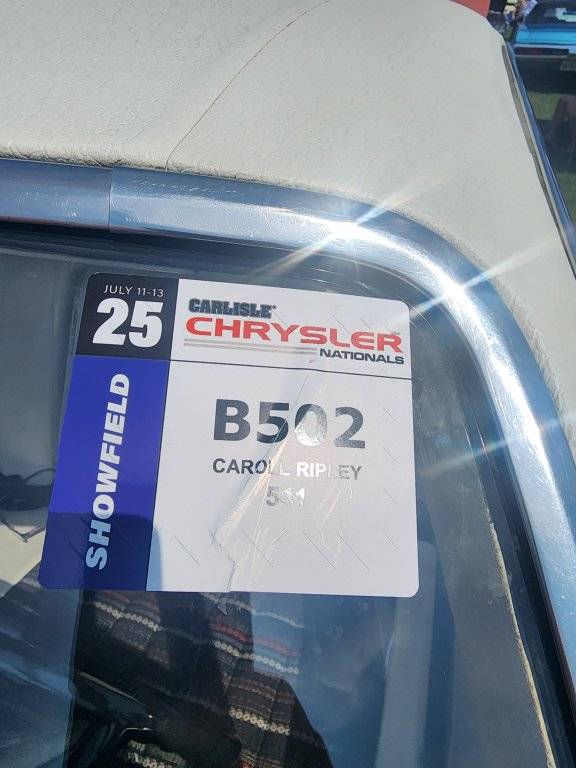 JULY 11-13
25
CARLISLE
CHRYSLER
NATIONALS
SHOWFIELD
B502
CAROLL RIPLEY